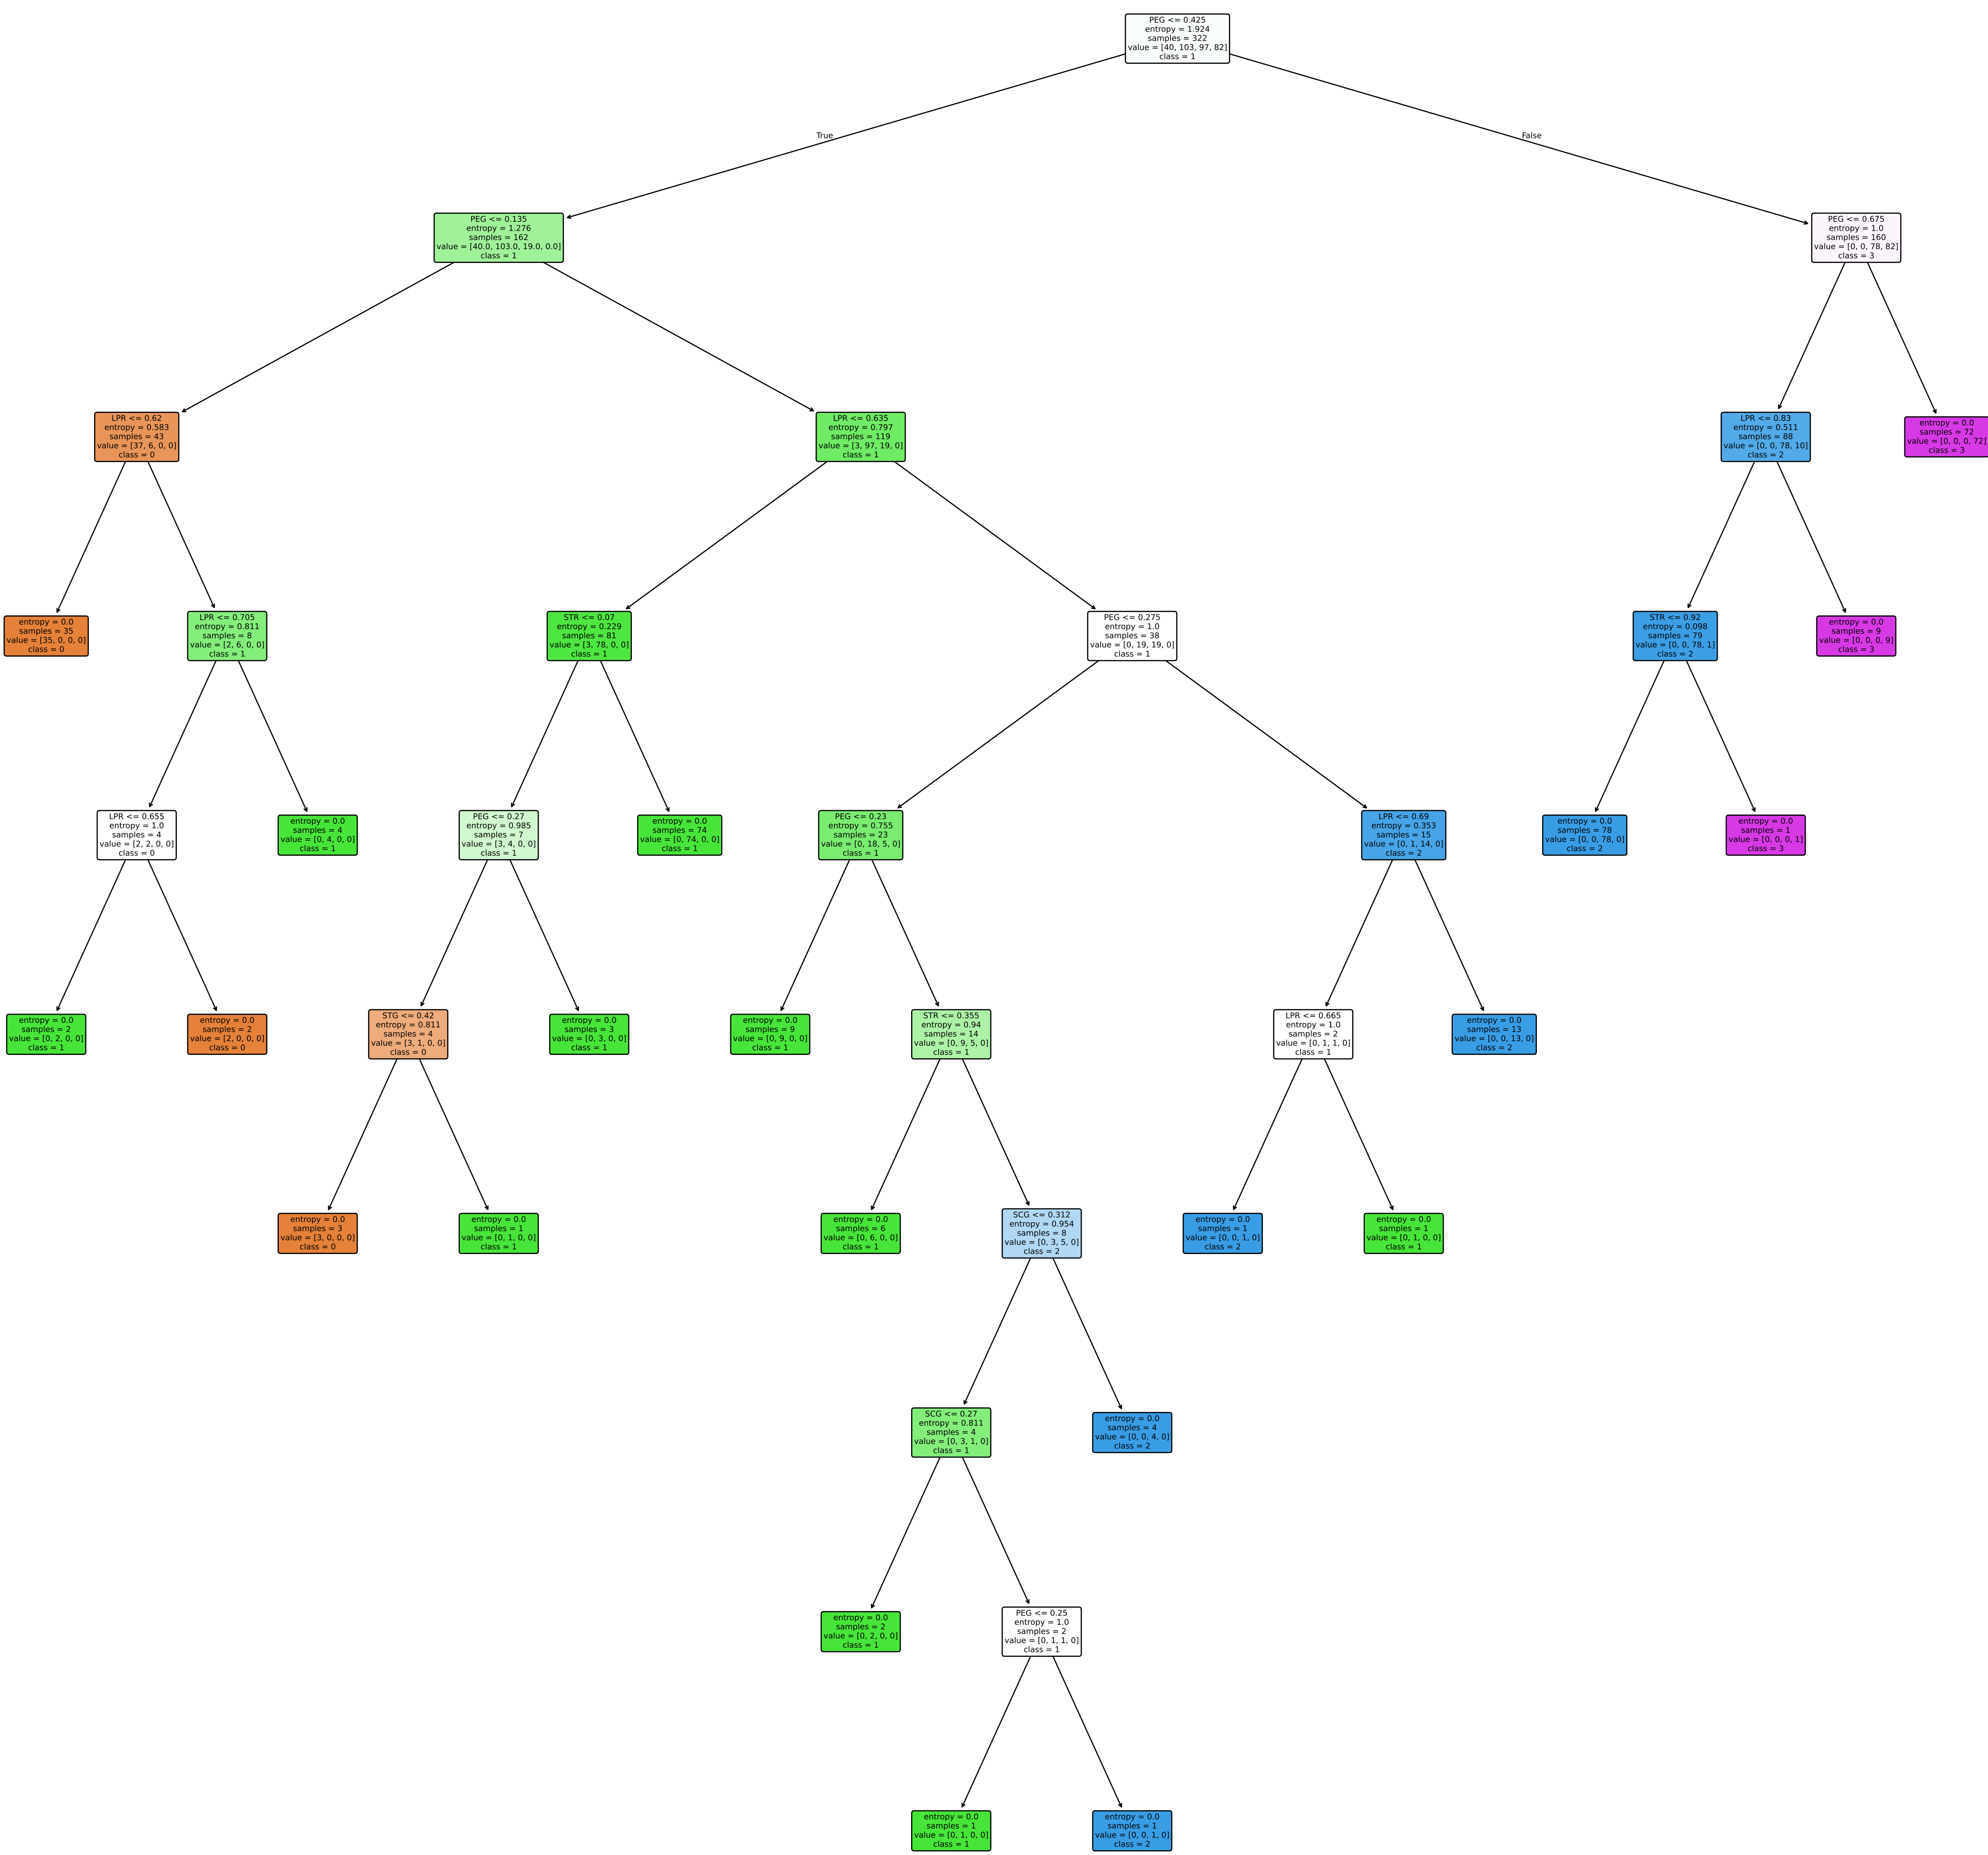 PEG <= 0.425
entropy = 1.924
samples = 322
value = [40, 103, 97, 82]
class = 1
True
False
PEG <= 0.135
entropy = 1.276
samples = 162
value = [40.0, 103.0, 19.0, 0.0]
class = 1
PEG <= 0.675
entropy = 1.0
samples = 160
value = [0, 0, 78, 82]
class = 3
LPR <= 0.62
entropy = 0.583
samples = 43
value = [37, 6, 0, 0]
class = 0
LPR <= 0.635
entropy = 0.797
samples = 119
value = [3, 97, 19, 0]
class = 1
LPR <= 0.83
entropy = 0.511
samples = 88
value = [0, 0, 78, 10]
class = 2
entropy = 0.0
samples = 72
value = [0, 0, 0, 72]
class = 3
entropy = 0.0
samples = 35
value = [35, 0, 0, 0]
class = 0
LPR <= 0.705
entropy = 0.811
samples = 8
value = [2, 6, 0, 0]
class = 1
STR <= 0.07
entropy = 0.229
samples = 81
value = [3, 78, 0, 0]
class = 1
PEG <= 0.275
entropy = 1.0
samples = 38
value = [0, 19, 19, 0]
class = 1
STR <= 0.92
entropy = 0.098
samples = 79
value = [0, 0, 78, 1]
class = 2
entropy = 0.0
samples = 9
value = [0, 0, 0, 9]
class = 3
LPR <= 0.655
entropy = 1.0
samples = 4
value = [2, 2, 0, 0]
class = 0
entropy = 0.0
samples = 4
value = [0, 4, 0, 0]
class = 1
PEG <= 0.27
entropy = 0.985
samples = 7
value = [3, 4, 0, 0]
class = 1
entropy = 0.0
samples = 74
value = [0, 74, 0, 0]
class = 1
PEG <= 0.23
entropy = 0.755
samples = 23
value = [0, 18, 5, 0]
class = 1
LPR <= 0.69
entropy = 0.353
samples = 15
value = [0, 1, 14, 0]
class = 2
entropy = 0.0
samples = 78
value = [0, 0, 78, 0]
class = 2
entropy = 0.0
samples = 1
value = [0, 0, 0, 1]
class = 3
entropy = 0.0
samples = 2
value = [0, 2, 0, 0]
class = 1
entropy = 0.0
samples = 2
value = [2, 0, 0, 0]
class = 0
STG <= 0.42
entropy = 0.811
samples = 4
value = [3, 1, 0, 0]
class = 0
entropy = 0.0
samples = 3
value = [0, 3, 0, 0]
class = 1
entropy = 0.0
samples = 9
value = [0, 9, 0, 0]
class = 1
STR <= 0.355
entropy = 0.94
samples = 14
value = [0, 9, 5, 0]
class = 1
LPR <= 0.665
entropy = 1.0
samples = 2
value = [0, 1, 1, 0]
class = 1
entropy = 0.0
samples = 13
value = [0, 0, 13, 0]
class = 2
entropy = 0.0
samples = 3
value = [3, 0, 0, 0]
class = 0
entropy = 0.0
samples = 1
value = [0, 1, 0, 0]
class = 1
entropy = 0.0
samples = 6
value = [0, 6, 0, 0]
class = 1
SCG <= 0.312
entropy = 0.954
samples = 8
value = [0, 3, 5, 0]
class = 2
entropy = 0.0
samples = 1
value = [0, 0, 1, 0]
class = 2
entropy = 0.0
samples = 1
value = [0, 1, 0, 0]
class = 1
SCG <= 0.27
entropy = 0.811
samples = 4
value = [0, 3, 1, 0]
class = 1
entropy = 0.0
samples = 4
value = [0, 0, 4, 0]
class = 2
entropy = 0.0
samples = 2
value = [0, 2, 0, 0]
class = 1
PEG <= 0.25
entropy = 1.0
samples = 2
value = [0, 1, 1, 0]
class = 1
entropy = 0.0
samples = 1
value = [0, 1, 0, 0]
class = 1
entropy = 0.0
samples = 1
value = [0, 0, 1, 0]
class = 2